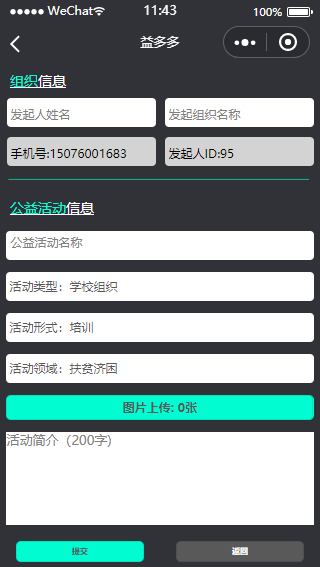 WeChat 11:43 100%
益多多
组织信息
发起人姓名 发起组织名称
手机号:15076001683 发起人ID:95
公益活动信息
公益活动名称
活动类型：学校组织
活动形式：培训
活动领域：扶贫济困
图片上传: 0张
活动简介（200字)
提交 返回